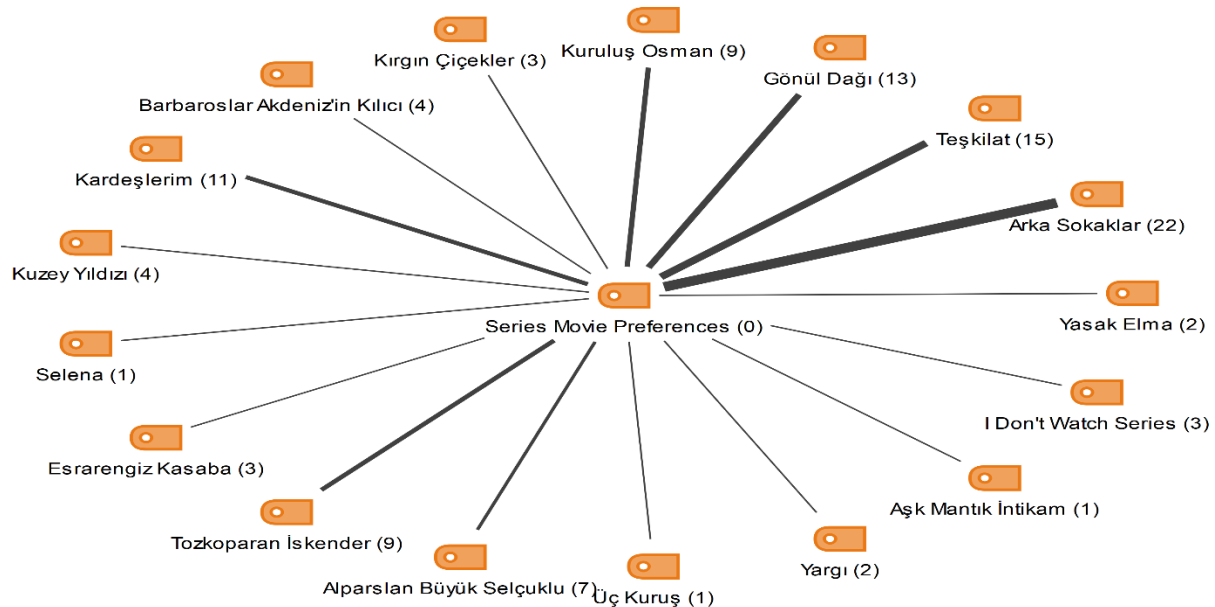 Kuruluş Osman (9)
Kırgın Çiçekler (3)
Gönül Dağı (13)
Barbaroslar Akdeniz'in Kılıcı (4)
Teşkilat (15)
Kardeşlerim (11)
Arka Sokaklar (22)
Kuzey Yıldızı (4)
Series Movie Preferences (0)
Yasak Elma (2)
Selena (1)
I Don't Watch Series (3)
Esrarengiz Kasaba (3)
Aşk Mantık İntikam (1)
Tozkoparan İskender (9)
Yargı (2)
Alparslan Büyük Selçuklu (7)
Üç Kuruş (1)